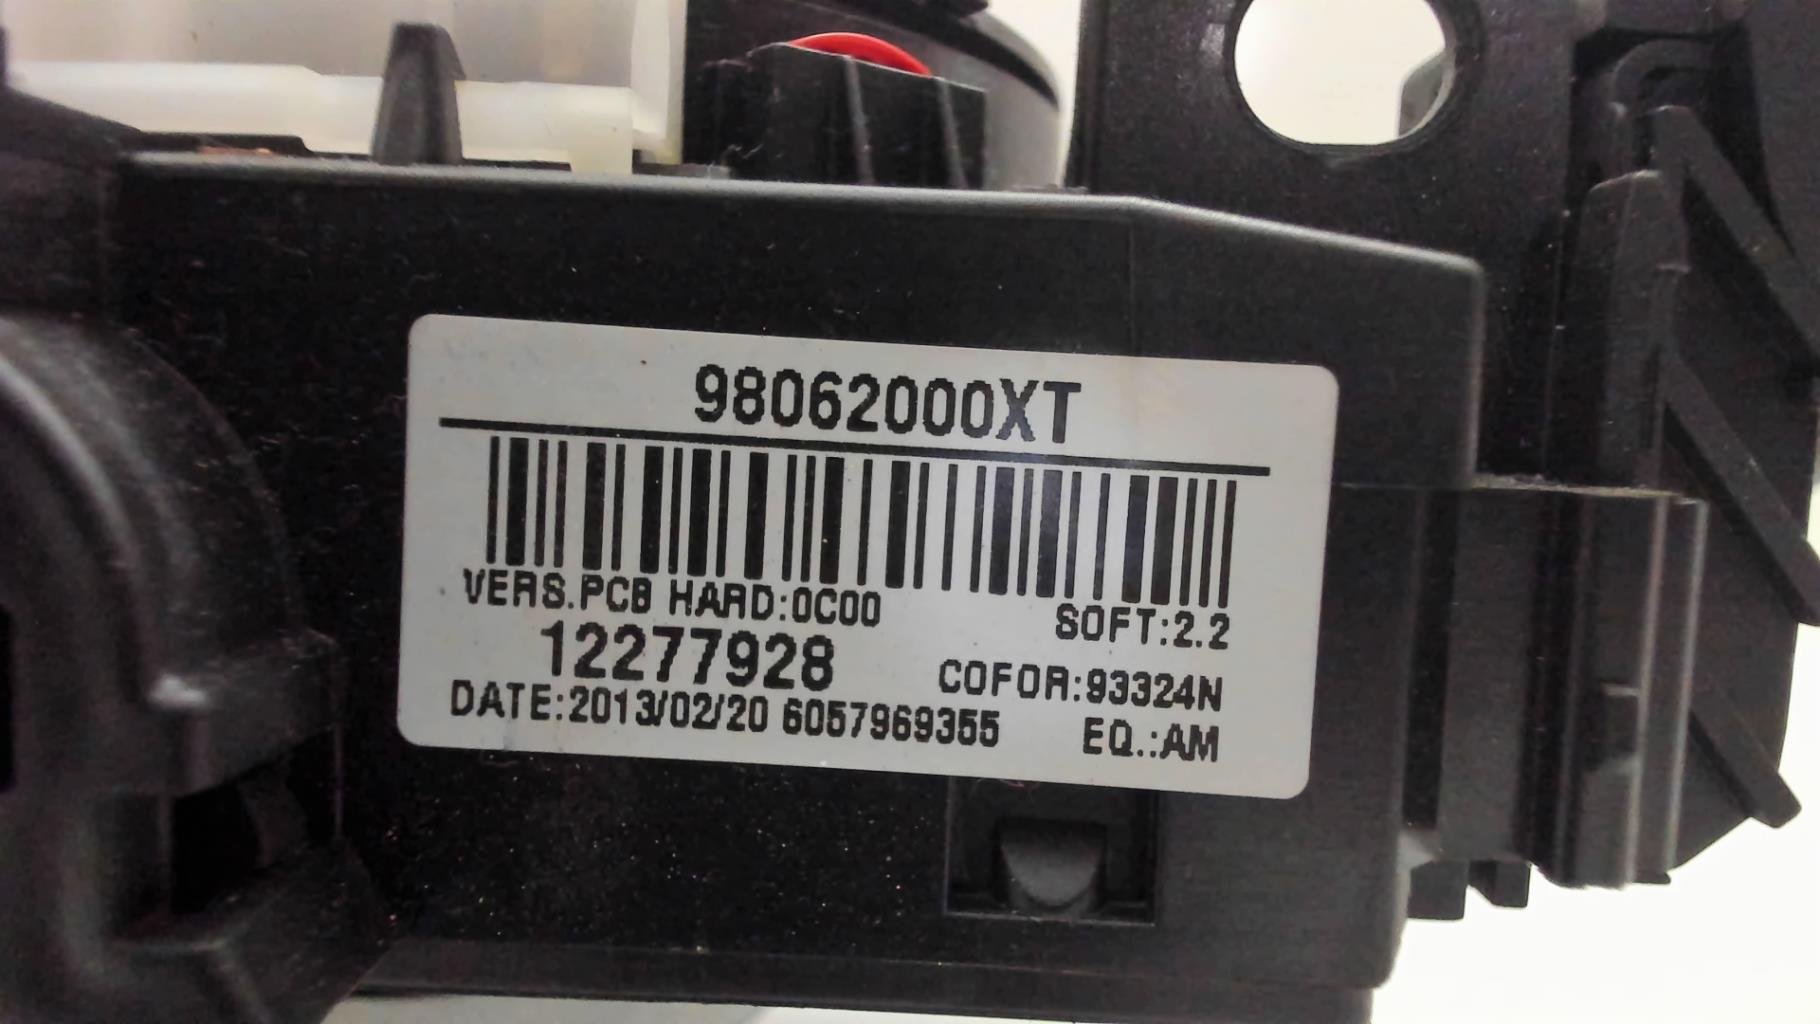 98062000XT
VERS.PCB HARD:0C00 SOFT:2.2
12277928 COFOR:93324N
DATE:2013/02/20 6057969355 EQ.:AM